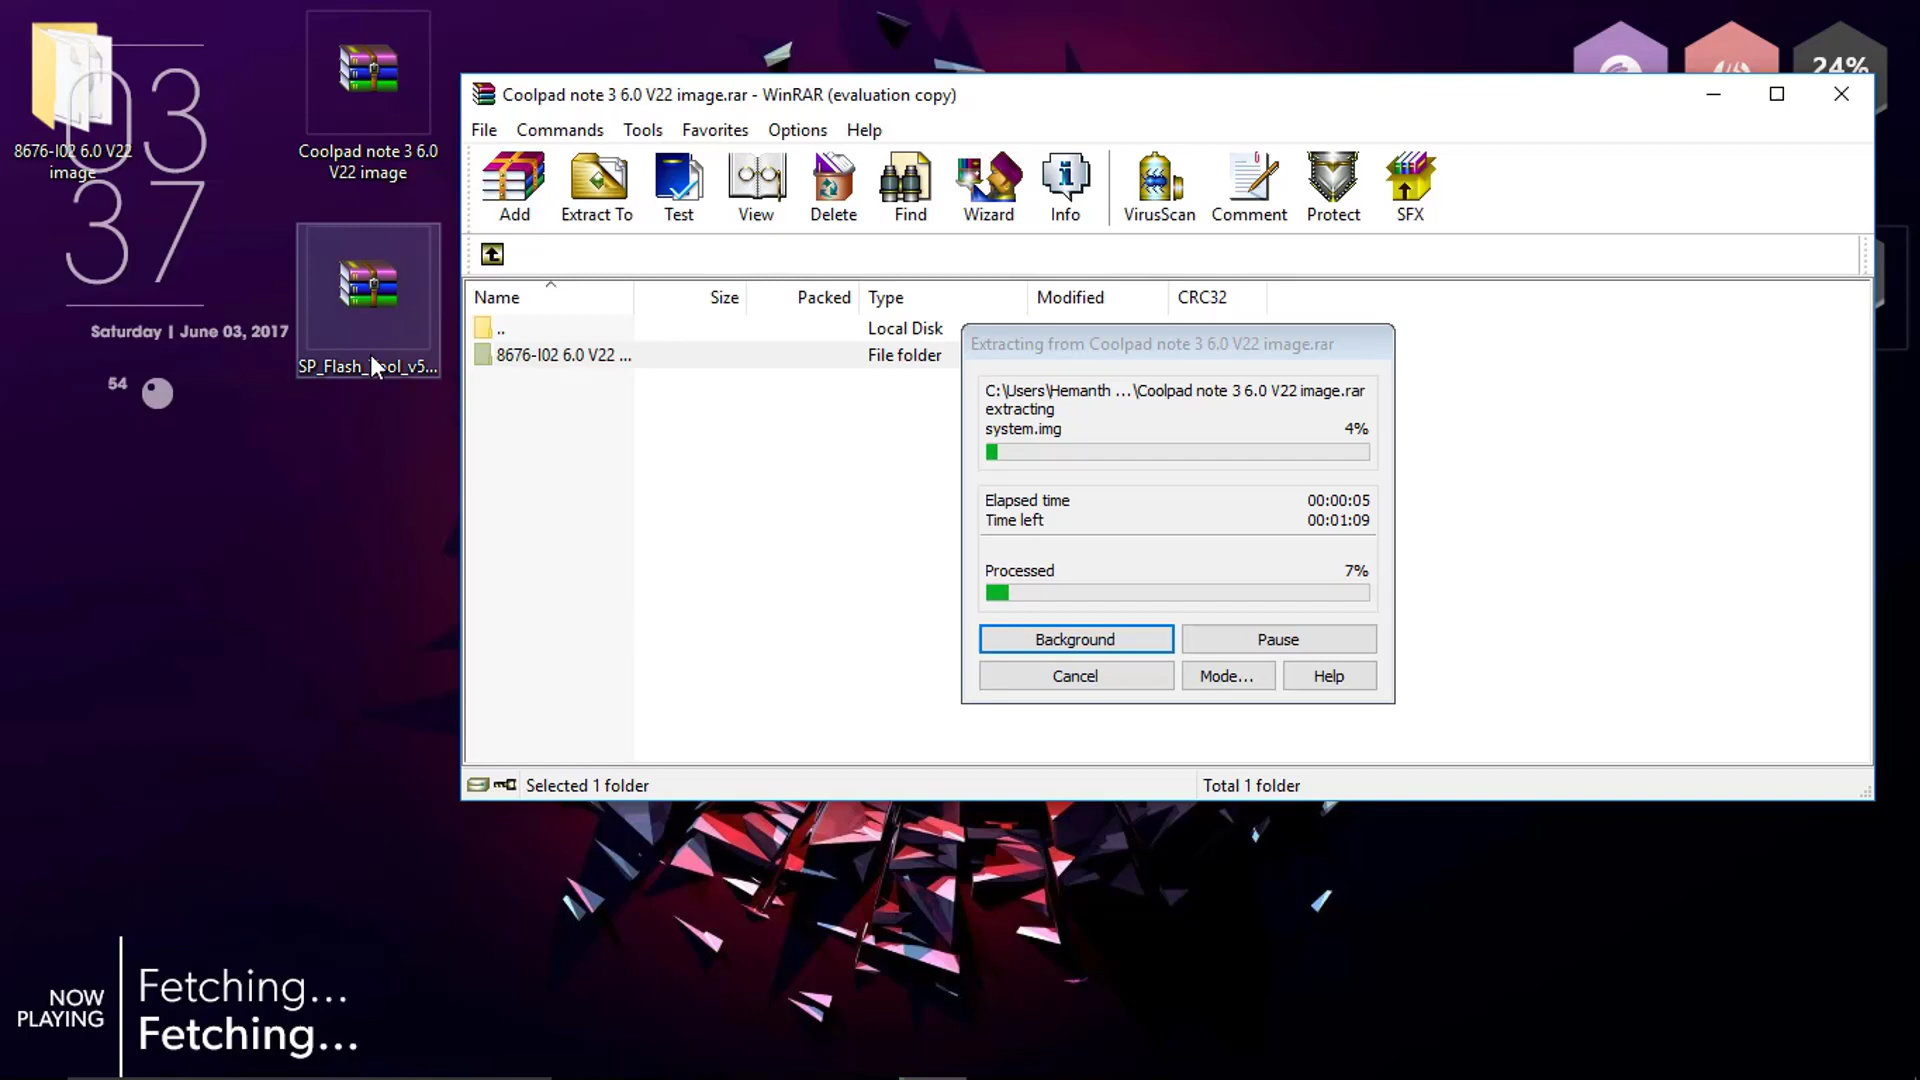 03
37
Saturday | June 03, 2017
54
8676-I02 6.0 V22
image
Coolpad note 3 6.0
V22 image
24%
Coolpad note 3 6.0 V22 image.rar - WinRAR (evaluation copy)
File Commands Tools Favorites Options Help
Add Extract To Test View Delete Find Wizard Info VirusScan Comment Protect SFX
Name Size Packed Type Modified CRC32
.. Local Disk
8676-I02 6.0 V22 ... File folder
Extracting from Coolpad note 3 6.0 V22 image.rar
C:\Users\Hemanth ...\Coolpad note 3 6.0 V22 image.rar
extracting
system.img 4%
Elapsed time 00:00:05
Time left 00:01:09
Processed 7%
Background Pause
Cancel Mode... Help
Selected 1 folder Total 1 folder
NOW
PLAYING
Fetching...
Fetching...